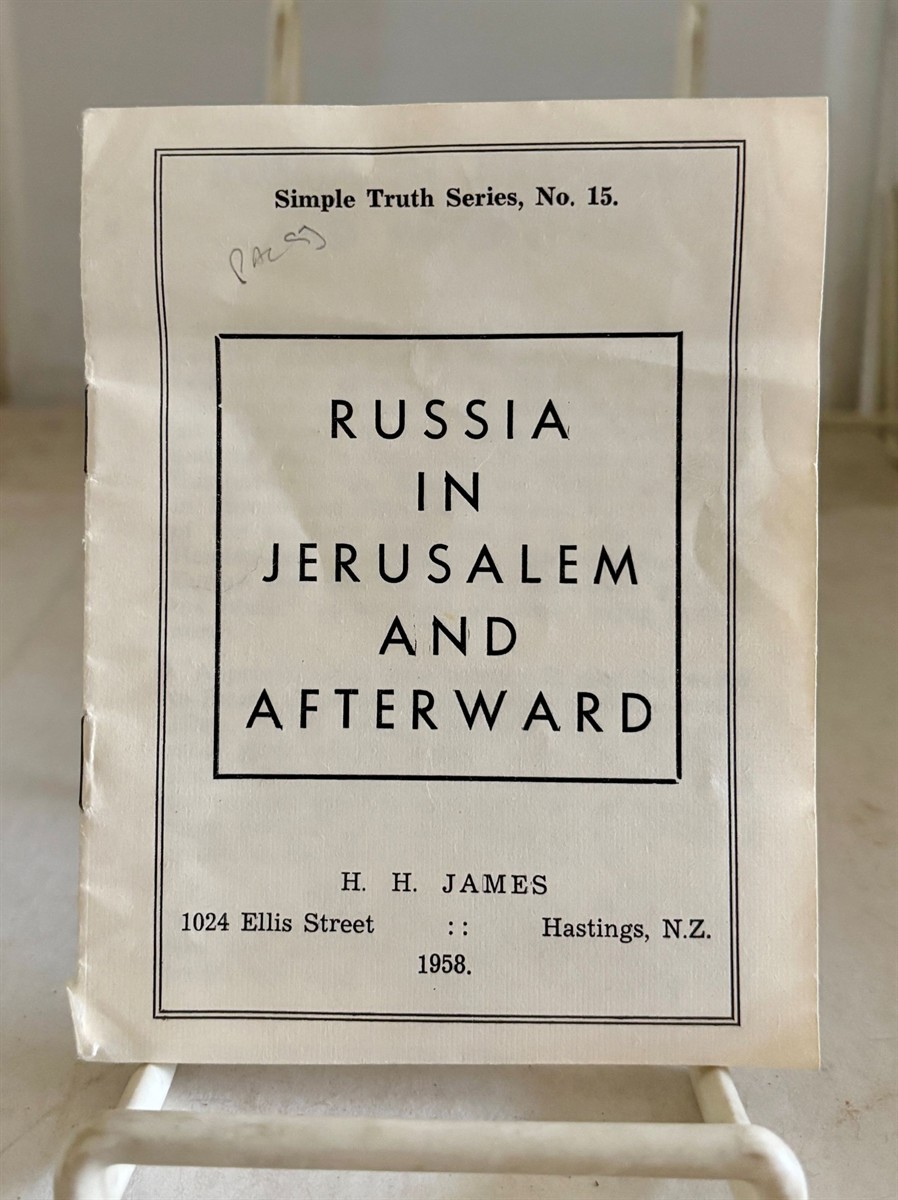 Simple Truth Series, No. 15.
RUSSIA
IN
JERUSALEM
AND
AFTERWARD
H. H. JAMES
1024 Ellis Street :: Hastings, N.Z.
1958.